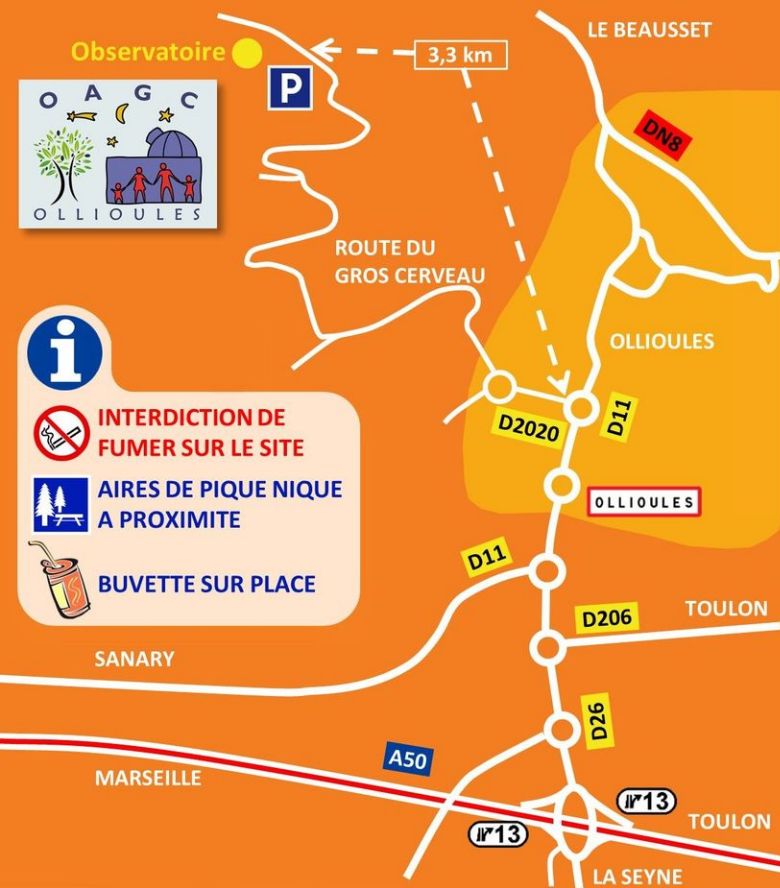 LE BEAUSSET
Observatoire
3,3 km
P
O A G C
OLLIOULES
DN8
ROUTE DU
GROS CERVEAU
OLLIOULES
i
INTERDICTION DE
FUMER SUR LE SITE
AIRES DE PIQUE NIQUE
A PROXIMITE
BUVETTE SUR PLACE
D2020
D11
OLLIOULES
D11
D206
TOULON
SANARY
D26
A50
MARSEILLE
13
13
TOULON
LA SEYNE